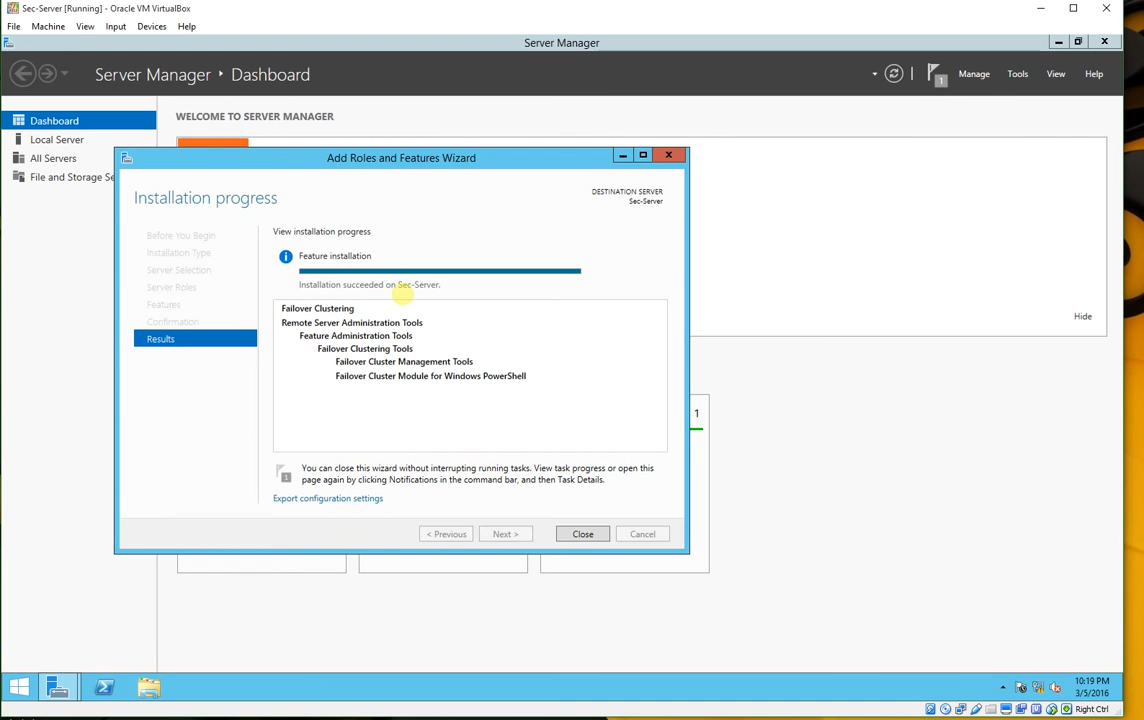 Sec-Server [Running] - Oracle VM VirtualBox
File Machine View Input Devices Help
Server Manager
Server Manager ‣ Dashboard
1 Manage Tools View Help
Dashboard
Local Server
All Servers
File and Storage Se
WELCOME TO SERVER MANAGER
Add Roles and Features Wizard
Installation progress
DESTINATION SERVER
Sec-Server
Before You Begin
Installation Type
Server Selection
Server Roles
Features
Confirmation
Results
View installation progress
i Feature installation
Installation succeeded on Sec-Server.
Failover Clustering
Remote Server Administration Tools
Feature Administration Tools
Failover Clustering Tools
Failover Cluster Management Tools
Failover Cluster Module for Windows PowerShell
1 You can close this wizard without interrupting running tasks. View task progress or open this
page again by clicking Notifications in the command bar, and then Task Details.
Export configuration settings
< Previous Next > Close Cancel
Hide
1
10:19 PM
3/5/2016
Right Ctrl